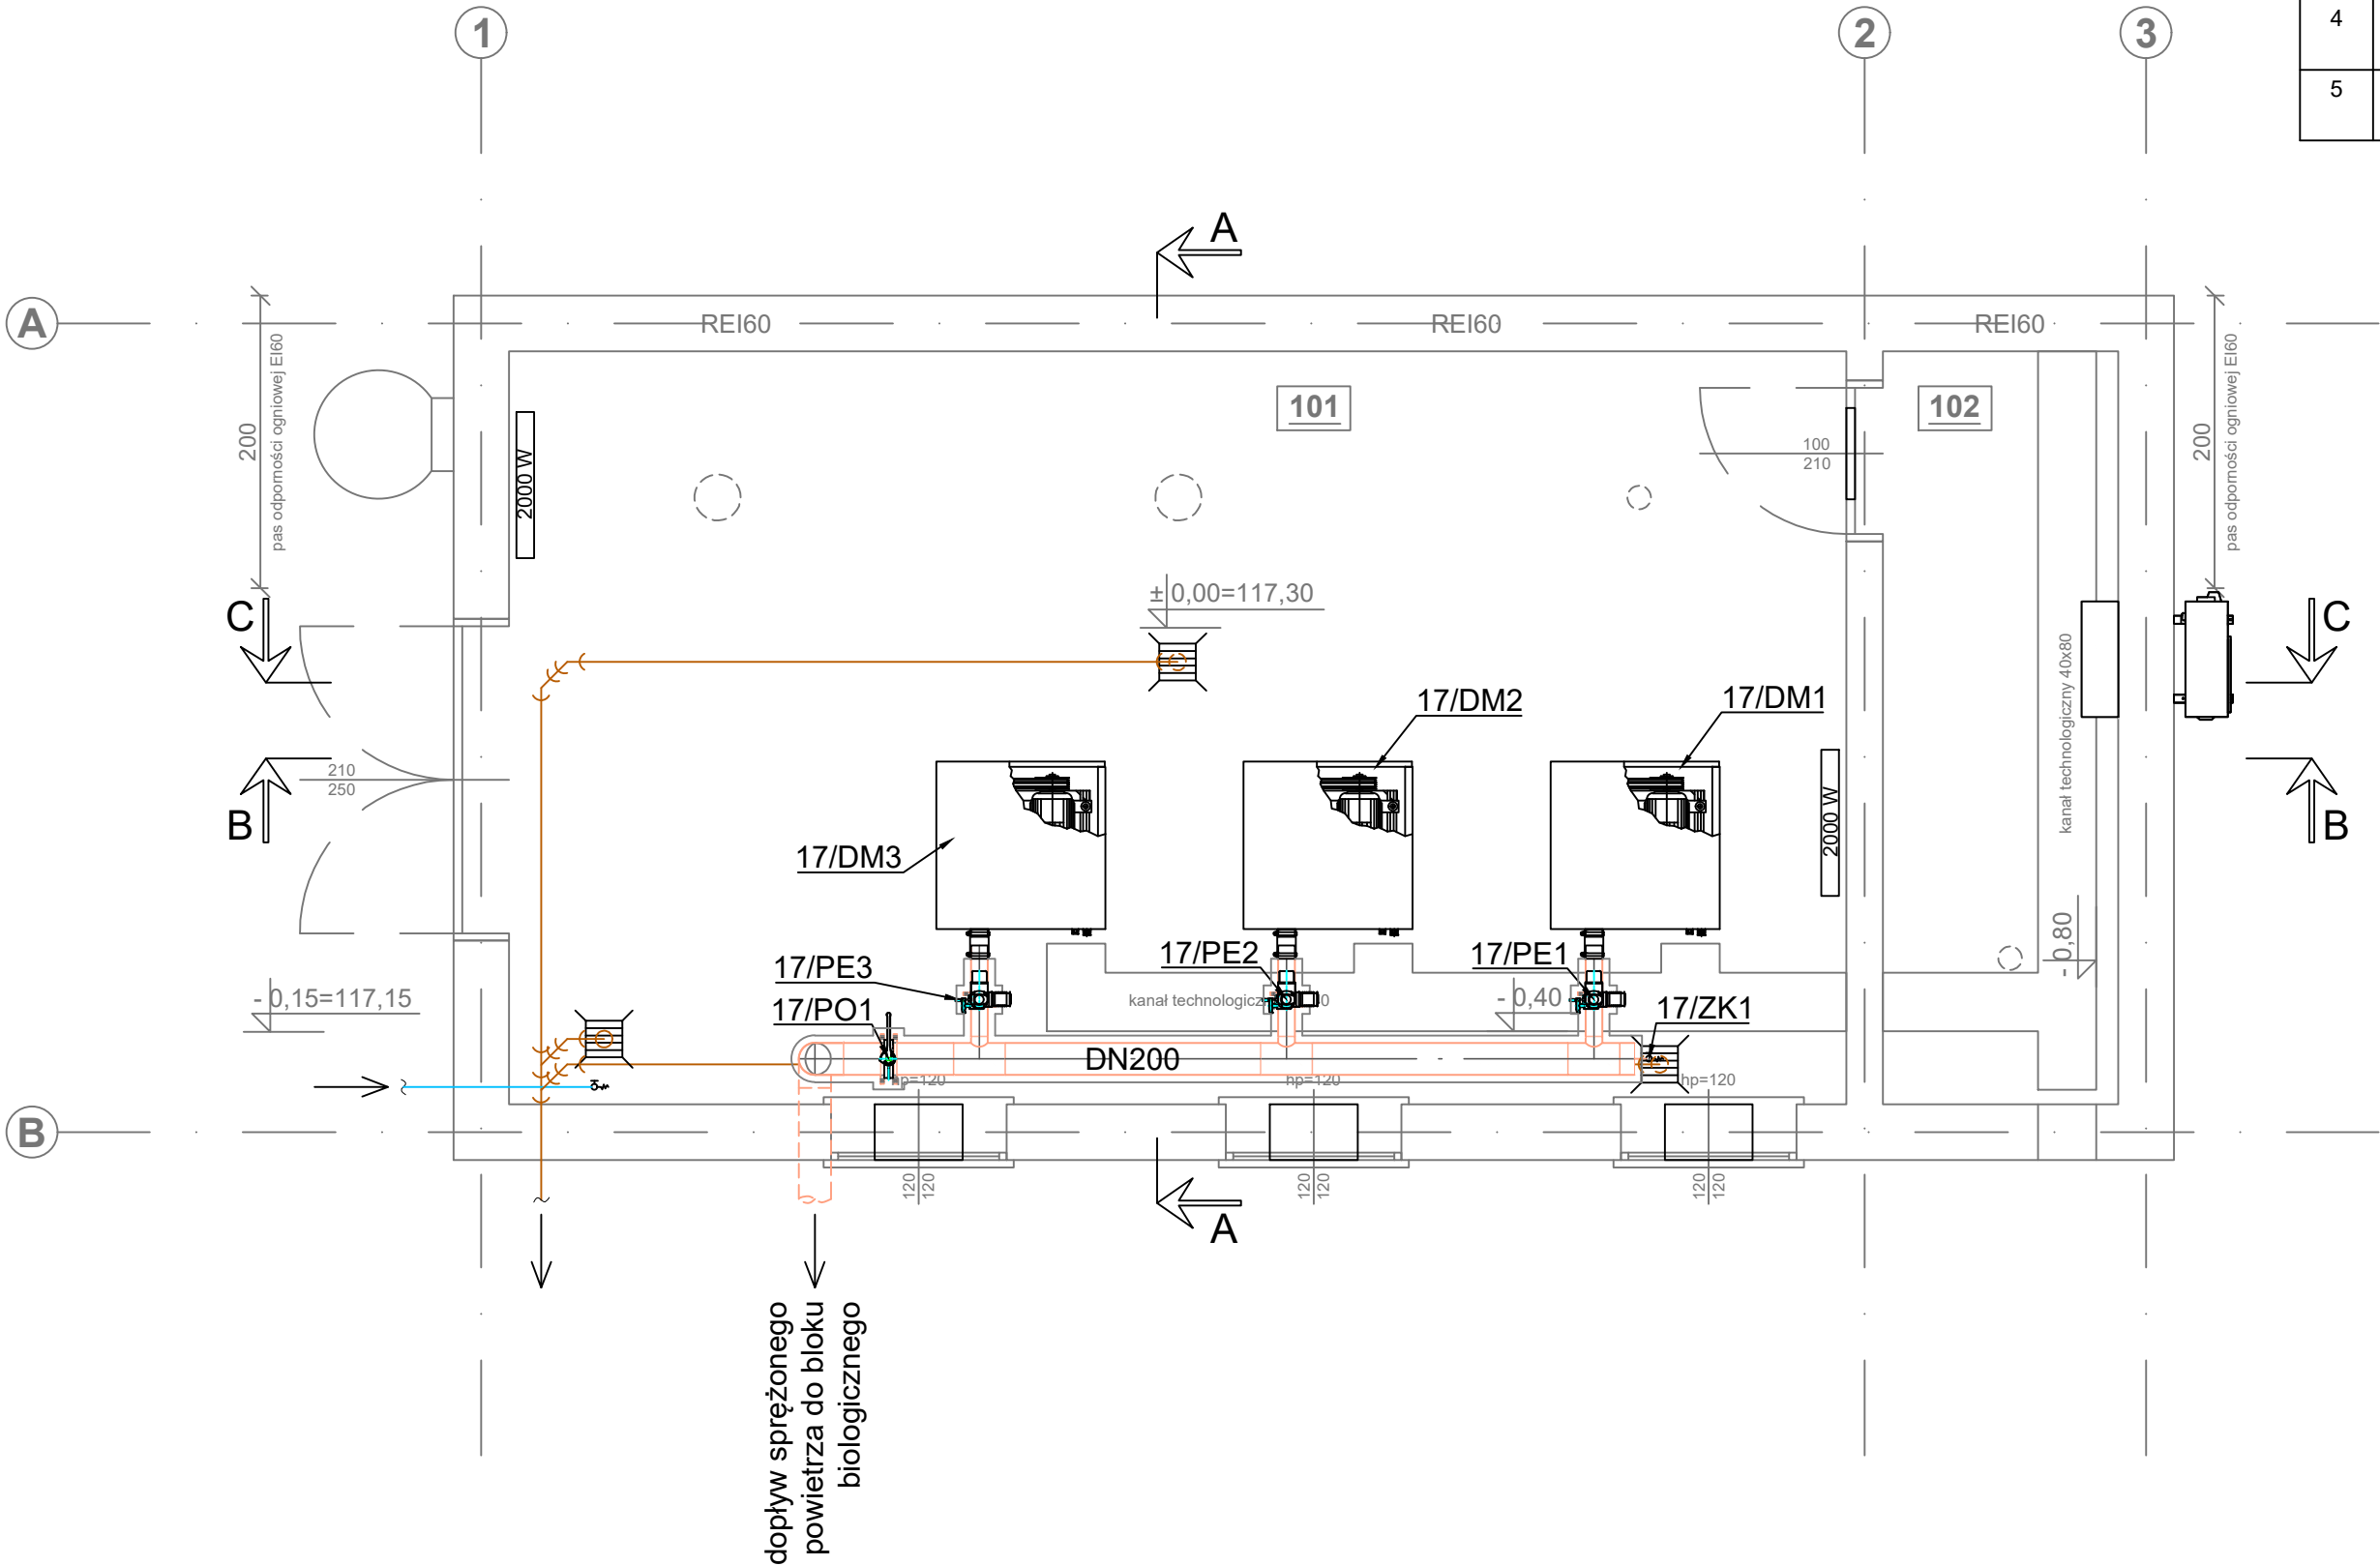 1
2
3
4
5
A
A
REI60
REI60
REI60
200
pas odporności ogniowej EI60
2000 W
101
102
100
210
200
pas odporności ogniowej EI60
± 0,00=117,30
C
C
kanał technologiczny 40x80
17/DM2
17/DM1
210
250
B
B
2000 W
17/DM3
17/PE3
17/PE2
17/PE1
- 0,80
- 0,15=117,15
17/PO1
kanał technologicz
- 0,40
17/ZK1
DN200
hp=120
hp=120
hp=120
B
120
120
120
120
120
120
A
dopływ sprężonego
powietrza do bloku
biologicznego